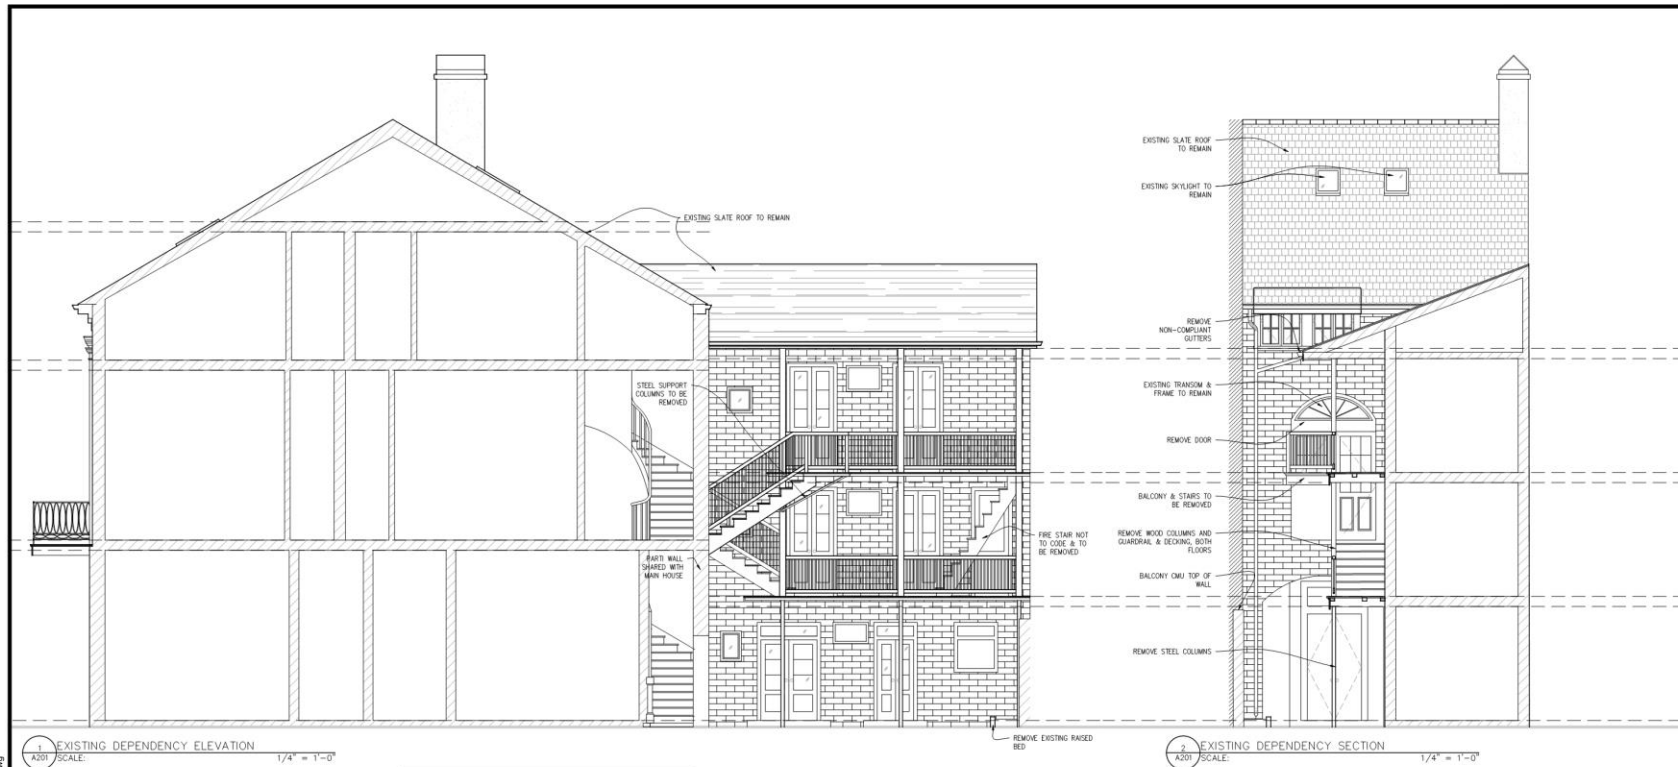 EXISTING SLATE ROOF TO REMAIN
STEEL SUPPORT
COLUMNS TO BE
REMOVED
PARTI WALL
SHARED WITH
MAIN HOUSE
FIRE STAIR NOT
TO CODE & TO
BE REMOVED
REMOVE EXISTING RAISED
BED
1
A201
EXISTING DEPENDENCY ELEVATION
SCALE:
1/4" = 1'-0"
EXISTING SLATE ROOF
TO REMAIN
EXISTING SKYLIGHT TO
REMAIN
REMOVE
NON-COMPLIANT
GUTTERS
EXISTING TRANSOM &
FRAME TO REMAIN
REMOVE DOOR
BALCONY & STAIRS TO
BE REMOVED
REMOVE WOOD COLUMNS AND
GUARDRAIL & DECKING, BOTH
FLOORS
BALCONY CMU TOP OF
WALL
REMOVE STEEL COLUMNS
2
A201
EXISTING DEPENDENCY SECTION
SCALE:
1/4" = 1'-0"